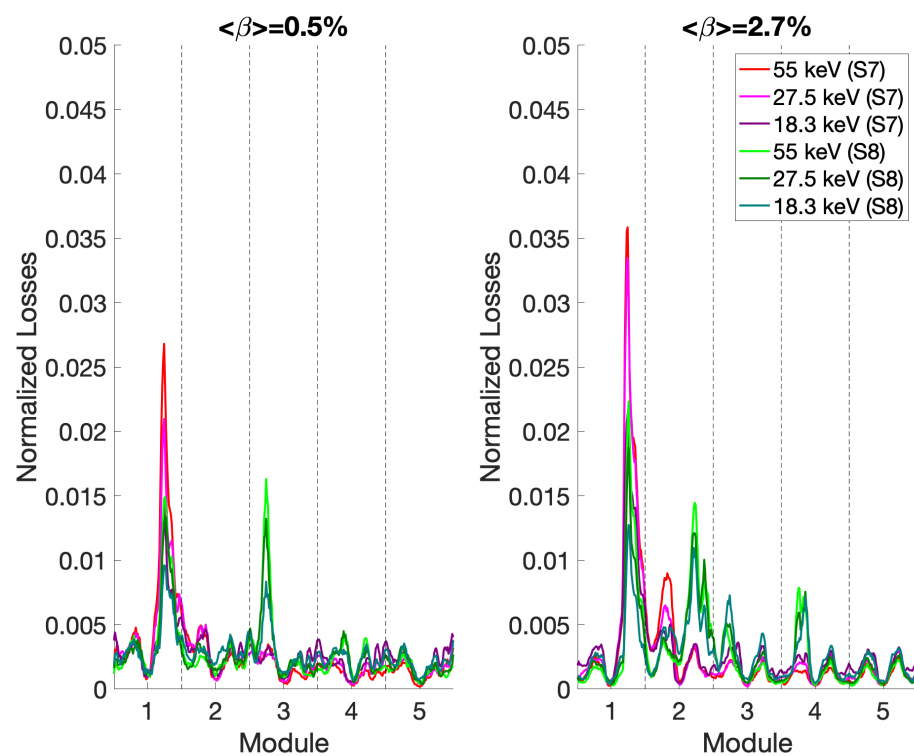 <β>=0.5%
0.05
0.045
0.04
0.035
0.03
0.025
0.02
0.015
0.01
0.005
0
Normalized Losses
1 2 3 4 5
Module
<β>=2.7%
0.05
0.045
0.04
0.035
0.03
0.025
0.02
0.015
0.01
0.005
0
Normalized Losses
55 keV (S7)
27.5 keV (S7)
18.3 keV (S7)
55 keV (S8)
27.5 keV (S8)
18.3 keV (S8)
1 2 3 4 5
Module